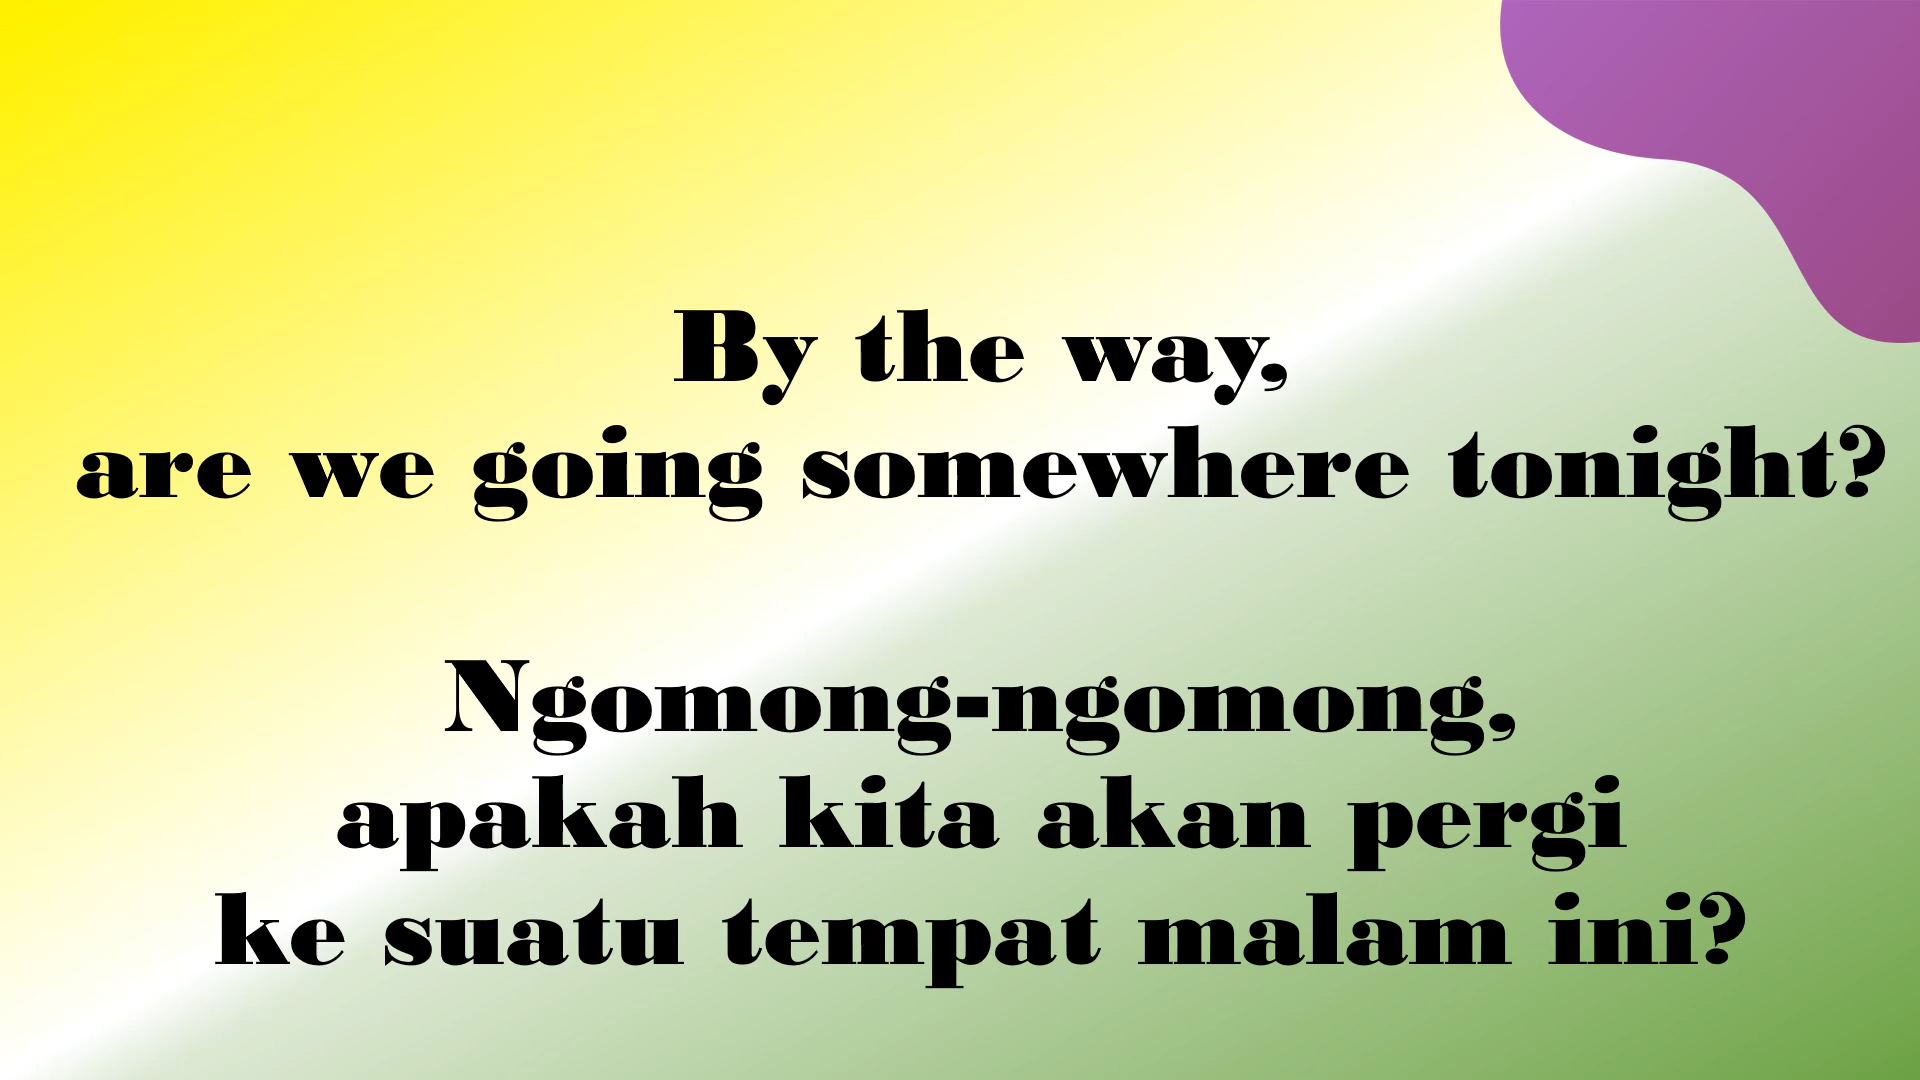 By the way,
are we going somewhere tonight?
Ngomong-ngomong,
apakah kita akan pergi
ke suatu tempat malam ini?